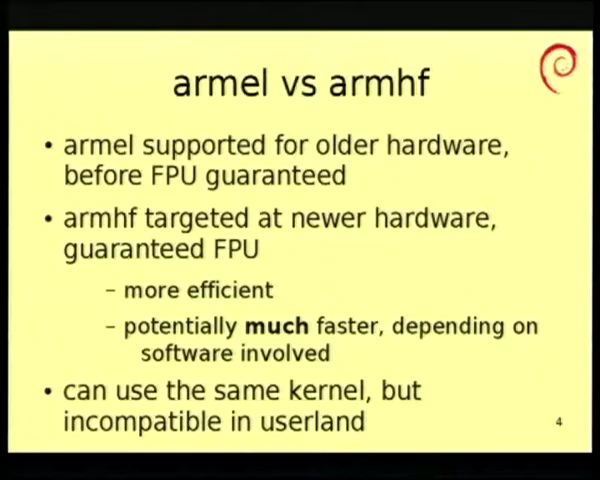 armel vs armhf
• armel supported for older hardware,
before FPU guaranteed
• armhf targeted at newer hardware,
guaranteed FPU
– more efficient
– potentially much faster, depending on
software involved
• can use the same kernel, but
incompatible in userland
4